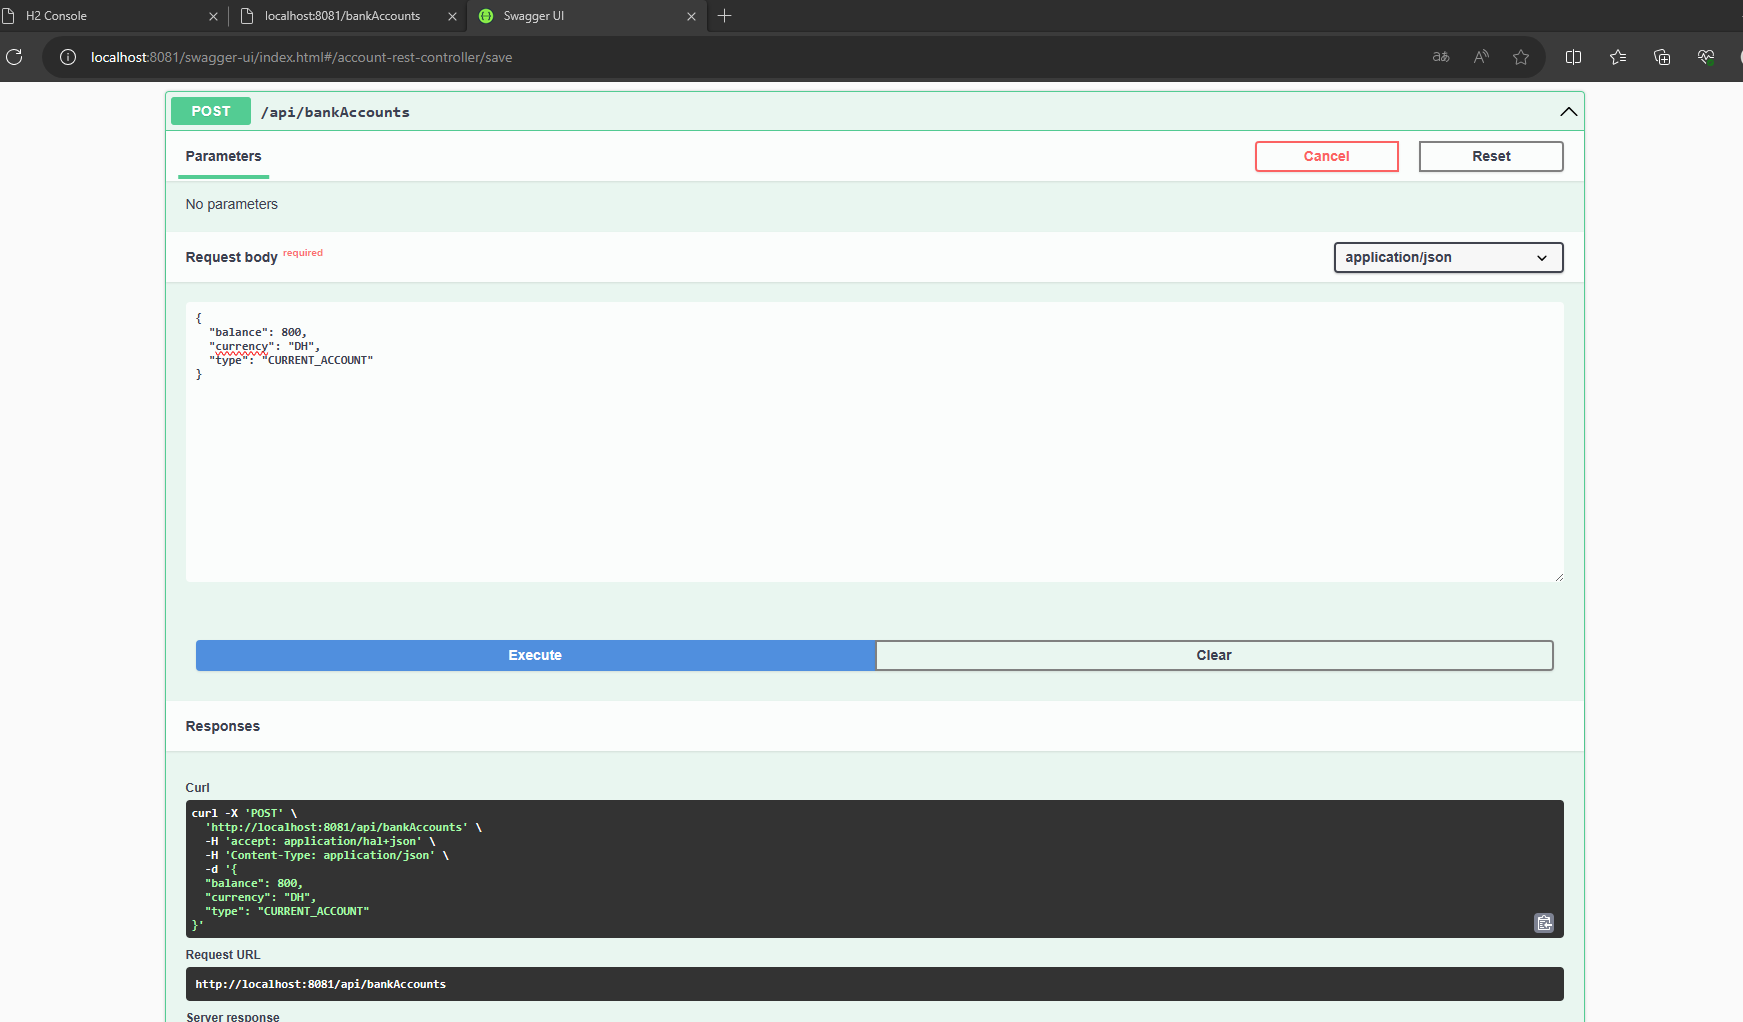 H2 Console
localhost:8081/bankAccounts
Swagger UI
localhost:8081/swagger-ui/index.html#/account-rest-controller/save
POST /api/bankAccounts
Parameters
Cancel
Reset
No parameters
Request body required
application/json
{
  "balance": 800,
  "currency": "DH",
  "type": "CURRENT_ACCOUNT"
}
Execute
Clear
Responses
Curl
curl -X 'POST' \
  'http://localhost:8081/api/bankAccounts' \
  -H 'accept: application/hal+json' \
  -H 'Content-Type: application/json' \
  -d '{
  "balance": 800,
  "currency": "DH",
  "type": "CURRENT_ACCOUNT"
}'
Request URL
http://localhost:8081/api/bankAccounts
Server response